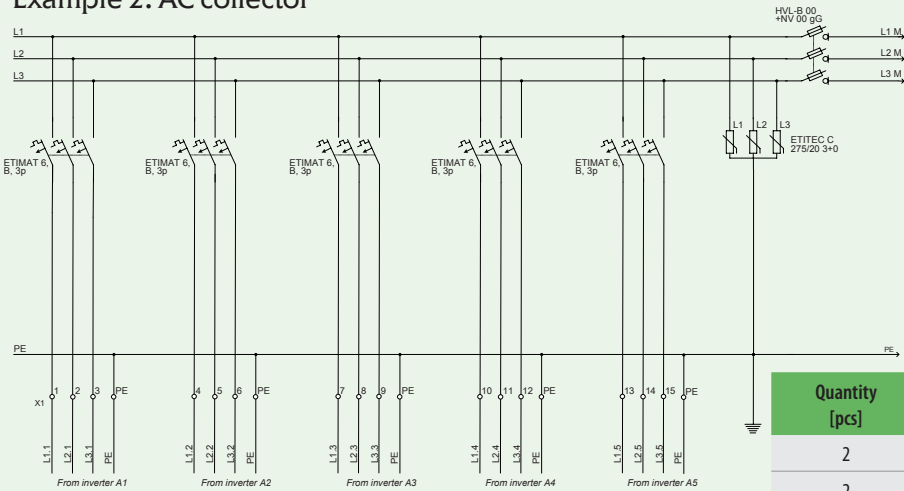 Example 2: AC collector
HVL-B 00
+NV 00 gG
L1
L1 M
L2
L2 M
L3
L3 M
L1
L2
L3
ETITEC C
275/20 3+0
ETIMAT 6,
B, 3p
ETIMAT 6,
B, 3p
ETIMAT 6,
B, 3p
ETIMAT 6,
B, 3p
ETIMAT 6,
B, 3p
PE
PE
X1
1
2
3
PE
4
5
6
PE
7
8
9
PE
10
11
12
PE
13
14
15
PE
L1.1
L2.1
L3.1
PE
L1.2
L2.2
L3.2
PE
L1.3
L2.3
L3.3
PE
L1.4
L2.4
L3.4
PE
L1.5
L2.5
L3.5
PE
From inverter A1
From inverter A2
From inverter A3
From inverter A4
From inverter A5
Quantity
[pcs]
2
2